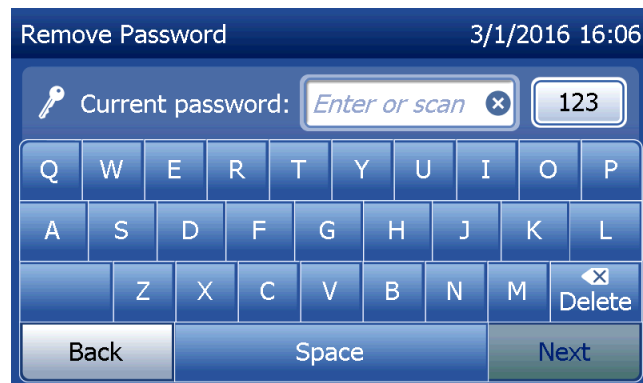 Remove Password 3/1/2016 16:06
Current password: Enter or scan 123
Q W E R T Y U I O P
A S D F G H J K L
Z X C V B N M Delete
Back Space Next